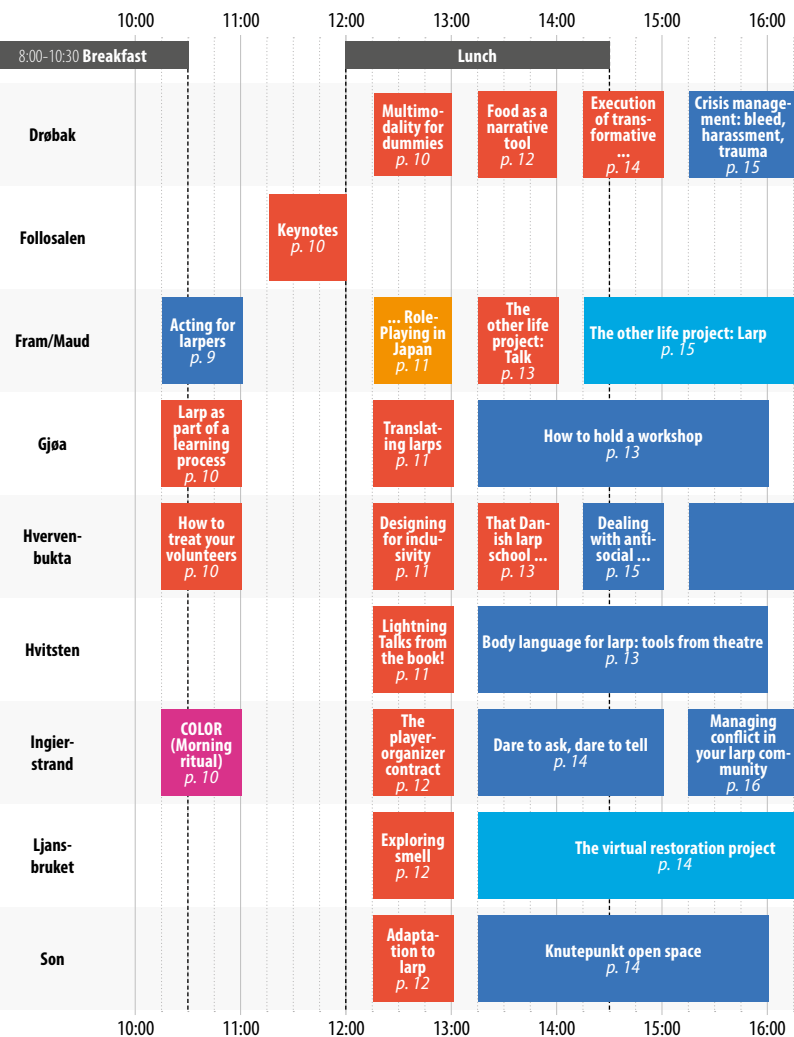 10:00 11:00 12:00 13:00 14:00 15:00 16:00
8:00-10:30 Breakfast
Lunch
Drøbak
Multimo-
dality for
dummies
p. 10
Food as a
narrative
tool
p. 12
Execution
of trans-
formative
...
p. 14
Crisis manage-
ment: bleed,
harassment,
trauma
p. 15
Follosalen
Keynotes
p. 10
Fram/Maud
Acting for
larpers
p. 9
... Role-
Playing in
Japan
p. 11
The
other life
project:
Talk
p. 13
The other life project: Larp
p. 15
Gjøa
Larp as
part of a
learning
process
p. 10
Translat-
ing larps
p. 11
How to hold a workshop
p. 13
Hverven-
bukta
How to
treat your
volunteers
p. 10
Designing
for inclu-
sivity
p. 11
That Dan-
ish larp
school ...
p. 13
Dealing
with anti-
social ...
p. 15
Hvitsten
Lightning
Talks from
the book!
p. 11
Body language for larp: tools from theatre
p. 13
Ingier-
strand
COLOR
(Morning
ritual)
p. 10
The
player-
organizer
contract
p. 12
Dare to ask, dare to tell
p. 14
Managing
conflict in
your larp com-
munity
p. 16
Ljans-
bruket
Exploring
smell
p. 12
The virtual restoration project
p. 14
Son
Adapta-
tion to
larp
p. 12
Knutepunkt open space
p. 14
10:00 11:00 12:00 13:00 14:00 15:00 16:00